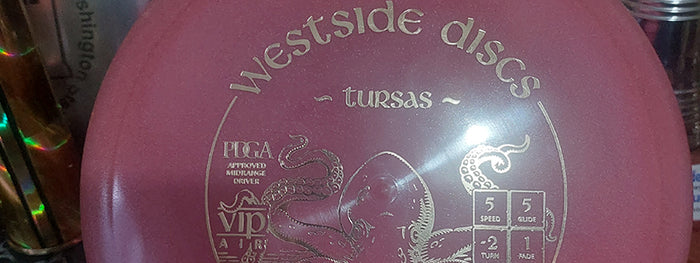 westside discs
~ tursas ~
PDGA
APPROVED
MIDRANGE
DRIVER
vip
AIR
5 5
SPEED GLIDE
-2 1
TURN FADE